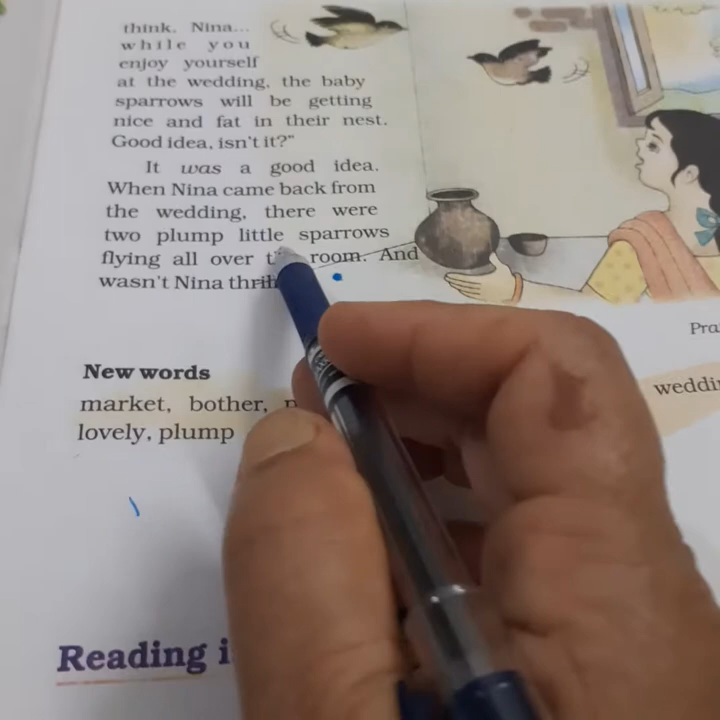 think. Nina...
while you
enjoy yourself
at the wedding, the baby
sparrows will be getting
nice and fat in their nest.
Good idea, isn't it?"
It was a good idea.
When Nina came back from
the wedding, there were
two plump little sparrows
flying all over room. And
wasn't Nina
New words
market, bother,
lovely, plump
Reading